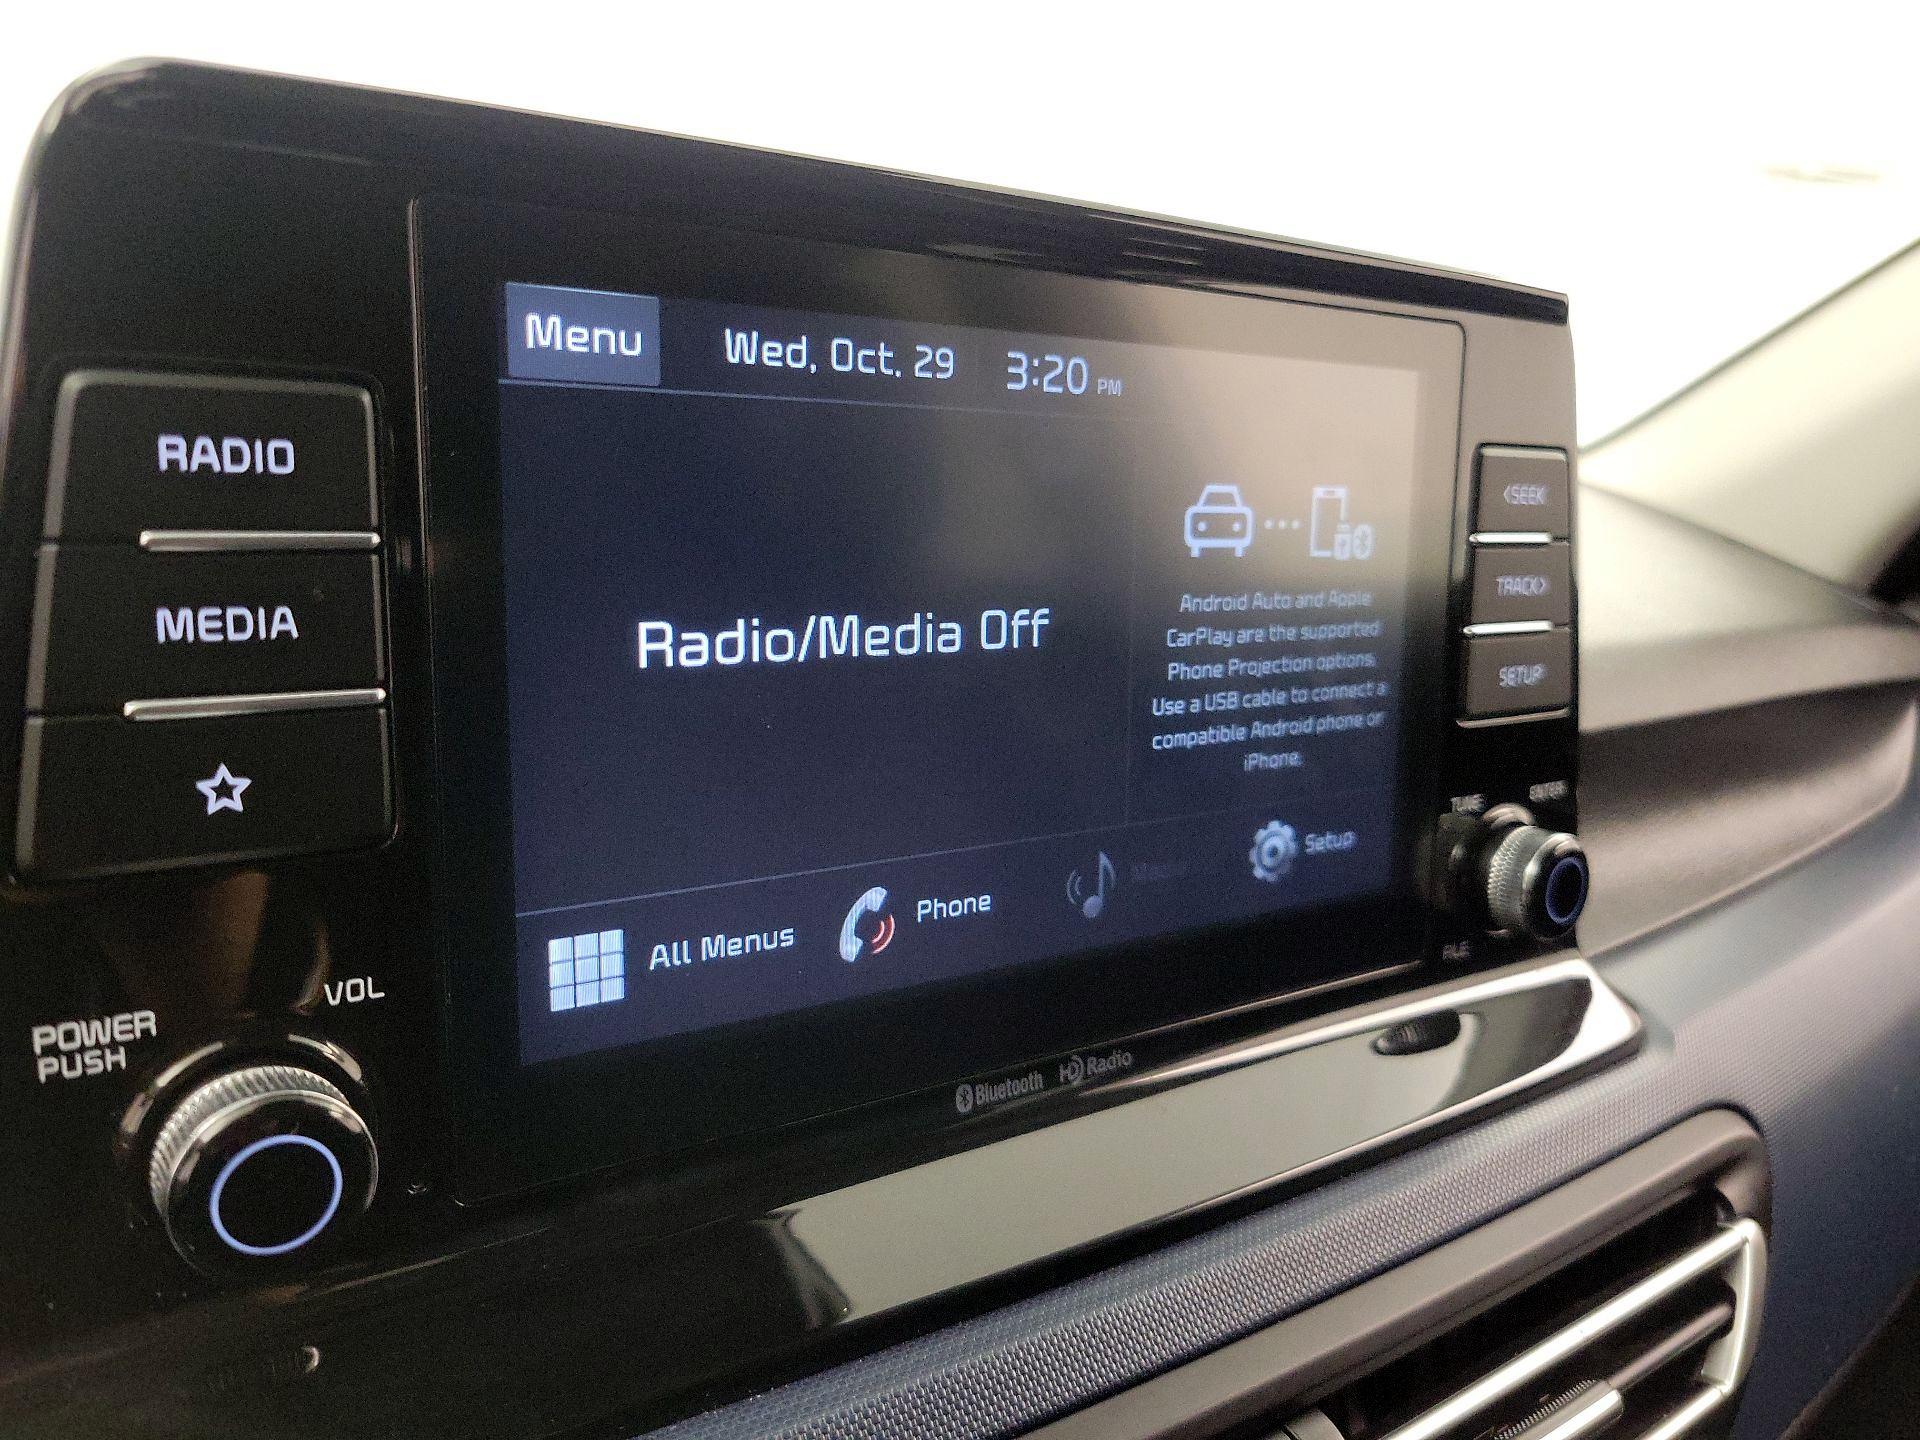 Menu
Wed, Oct. 29
3:20 PM
RADIO
MEDIA
Radio/Media Off
Android Auto and Apple
CarPlay are the supported
Phone Projection options.
Use a USB cable to connect a
compatible Android phone or
iPhone.
<SEEK
TRACK>
SETUP
TUNE
ENTER
FILE
All Menus
Phone
Setup
VOL
POWER
PUSH
Bluetooth
HD Radio